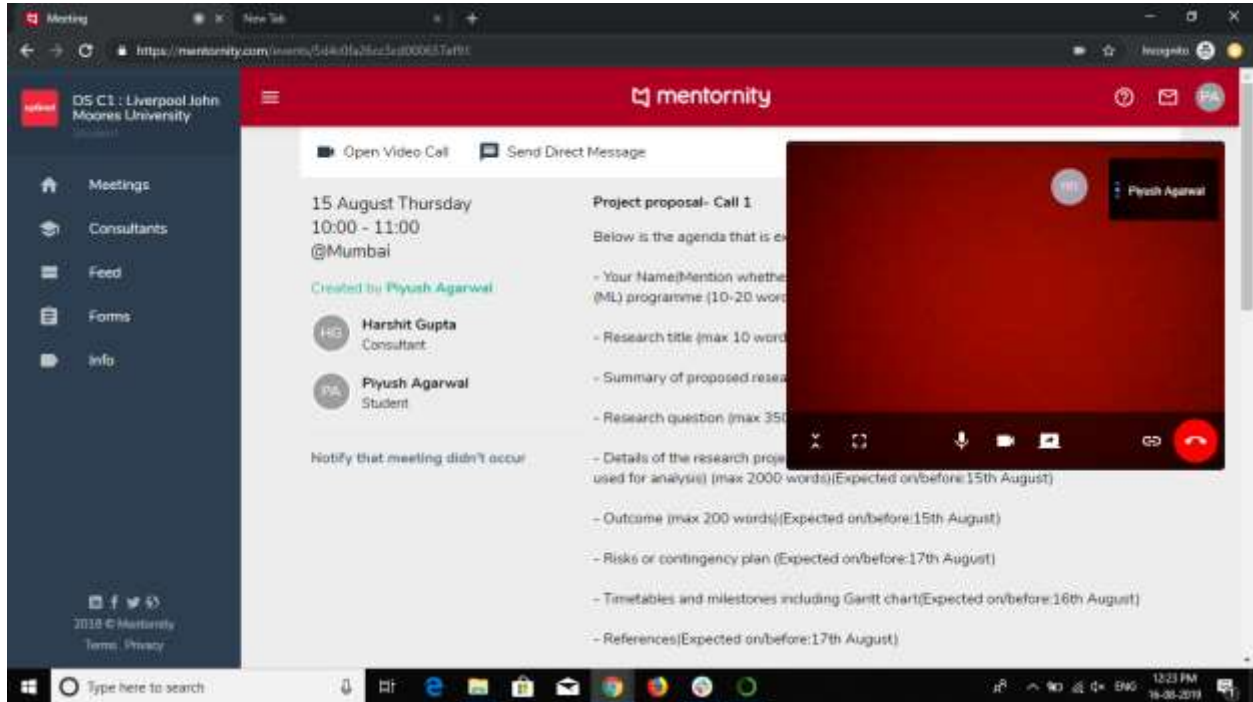 Meeting
New Tab
https://mentornity.com/events/
Incognito
upGrad
DS C1 : Liverpool John
Moores University
Student
mentornity
PA
Open Video Call
Send Direct Message
Meetings
Consultants
Feed
Forms
Info
15 August Thursday
10:00 - 11:00
@Mumbai
Created by Piyush Agarwal
HG
Harshit Gupta
Consultant
PA
Piyush Agarwal
Student
Notify that meeting didn't occur
Project proposal- Call 1
Below is the agenda that is
- Your Name(Mention
(ML) programme (10-20
- Research title (max 10
- Summary of proposed
- Research question (max
- Details of the research
used for analysis) (max 2000 words)(Expected on/before:15th August)
- Outcome (max 200 words)(Expected on/before:15th August)
- Risks or contingency plan (Expected on/before:17th August)
- Timetables and milestones including Gantt chart(Expected on/before:16th August)
- References(Expected on/before:17th August)
HG
Piyush Agarwal
2018 © Mentornity
Terms Privacy
Type here to search
ENG
12:23 PM
16-08-2019